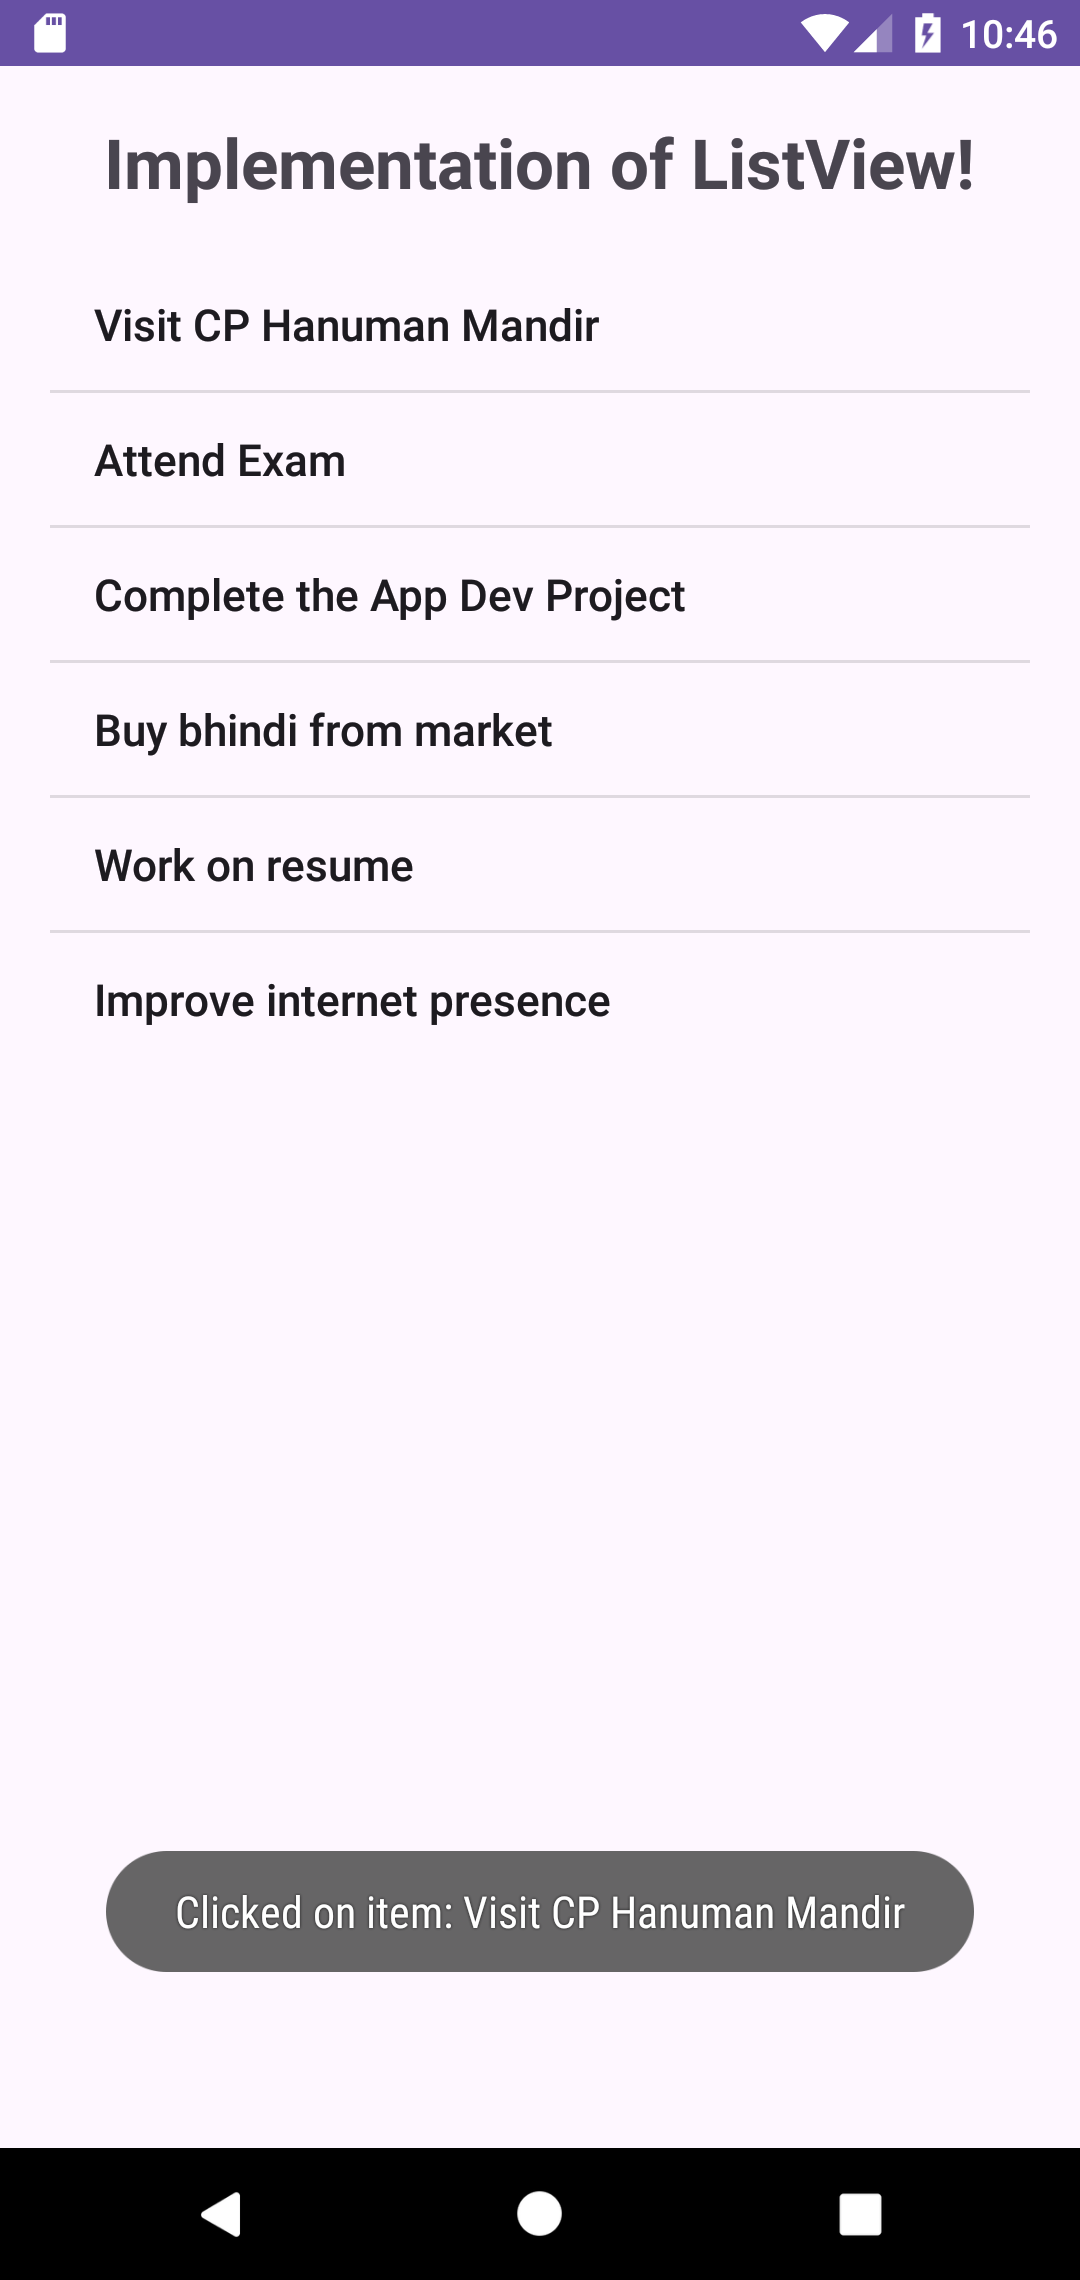 10:46
Implementation of ListView!
Visit CP Hanuman Mandir
Attend Exam
Complete the App Dev Project
Buy bhindi from market
Work on resume
Improve internet presence
Clicked on item: Visit CP Hanuman Mandir